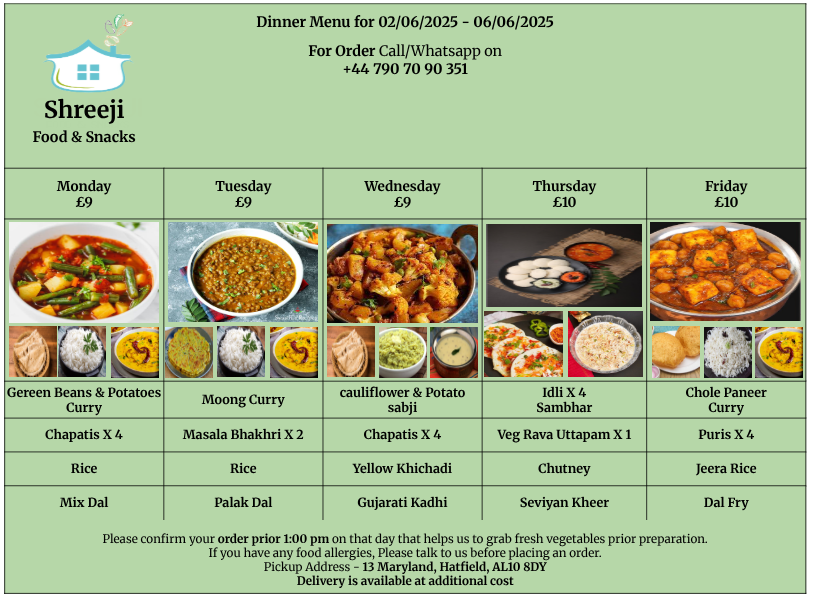 Dinner Menu for 02/06/2025 - 06/06/2025
For Order Call/Whatsapp on
+44 790 70 90 351
Shreeji
Food & Snacks
Monday
£9
Tuesday
£9
Wednesday
£9
Thursday
£10
Friday
£10
Gereen Beans & Potatoes
Curry
Moong Curry
cauliflower & Potato
sabji
Idli X 4
Sambhar
Chole Paneer
Curry
Chapatis X 4
Masala Bhakhri X 2
Chapatis X 4
Veg Rava Uttapam X 1
Puris X 4
Rice
Rice
Yellow Khichadi
Chutney
Jeera Rice
Mix Dal
Palak Dal
Gujarati Kadhi
Seviyan Kheer
Dal Fry
Please confirm your order prior 1:00 pm on that day that helps us to grab fresh vegetables prior preparation.
If you have any food allergies, Please talk to us before placing an order.
Pickup Address - 13 Maryland, Hatfield, AL10 8DY
Delivery is available at additional cost